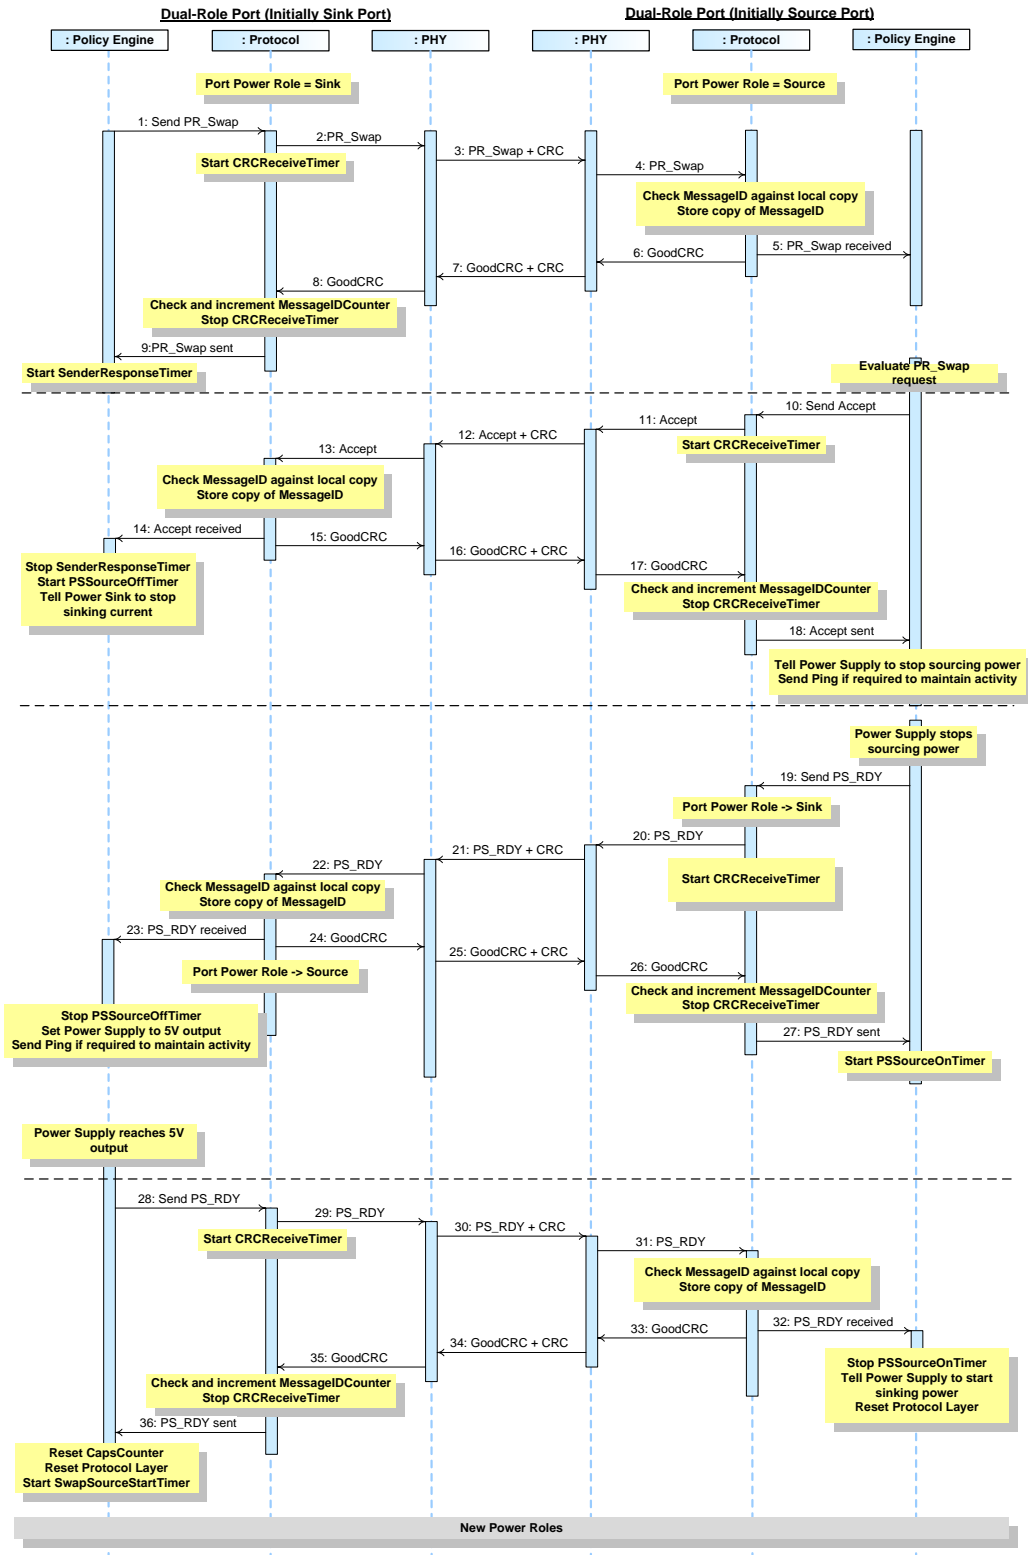 Dual-Role Port (Initially Sink Port)
Dual-Role Port (Initially Source Port)
: Policy Engine
: Protocol
: PHY
: PHY
: Protocol
: Policy Engine
Port Power Role = Sink
Port Power Role = Source
1: Send PR_Swap
2:PR_Swap
3: PR_Swap + CRC
Start CRCReceiveTimer
4: PR_Swap
Check MessageID against local copy
Store copy of MessageID
5: PR_Swap received
6: GoodCRC
7: GoodCRC + CRC
8: GoodCRC
Check and increment MessageIDCounter
Stop CRCReceiveTimer
9:PR_Swap sent
Start SenderResponseTimer
Evaluate PR_Swap
request
10: Send Accept
11: Accept
12: Accept + CRC
Start CRCReceiveTimer
13: Accept
Check MessageID against local copy
Store copy of MessageID
14: Accept received
15: GoodCRC
16: GoodCRC + CRC
17: GoodCRC
Stop SenderResponseTimer
Start PSSourceOffTimer
Tell Power Sink to stop
sinking current
Check and increment MessageIDCounter
Stop CRCReceiveTimer
18: Accept sent
Tell Power Supply to stop sourcing power
Send Ping if required to maintain activity
Power Supply stops
sourcing power
19: Send PS_RDY
Port Power Role -> Sink
20: PS_RDY
21: PS_RDY + CRC
22: PS_RDY
Start CRCReceiveTimer
Check MessageID against local copy
Store copy of MessageID
23: PS_RDY received
24: GoodCRC
25: GoodCRC + CRC
26: GoodCRC
Port Power Role -> Source
Check and increment MessageIDCounter
Stop CRCReceiveTimer
Stop PSSourceOffTimer
Set Power Supply to 5V output
Send Ping if required to maintain activity
27: PS_RDY sent
Start PSSourceOnTimer
Power Supply reaches 5V
output
28: Send PS_RDY
29: PS_RDY
30: PS_RDY + CRC
Start CRCReceiveTimer
31: PS_RDY
Check MessageID against local copy
Store copy of MessageID
32: PS_RDY received
33: GoodCRC
34: GoodCRC + CRC
35: GoodCRC
Stop PSSourceOnTimer
Tell Power Supply to start
sinking power
Reset Protocol Layer
Check and increment MessageIDCounter
Stop CRCReceiveTimer
36: PS_RDY sent
Reset CapsCounter
Reset Protocol Layer
Start SwapSourceStartTimer
New Power Roles